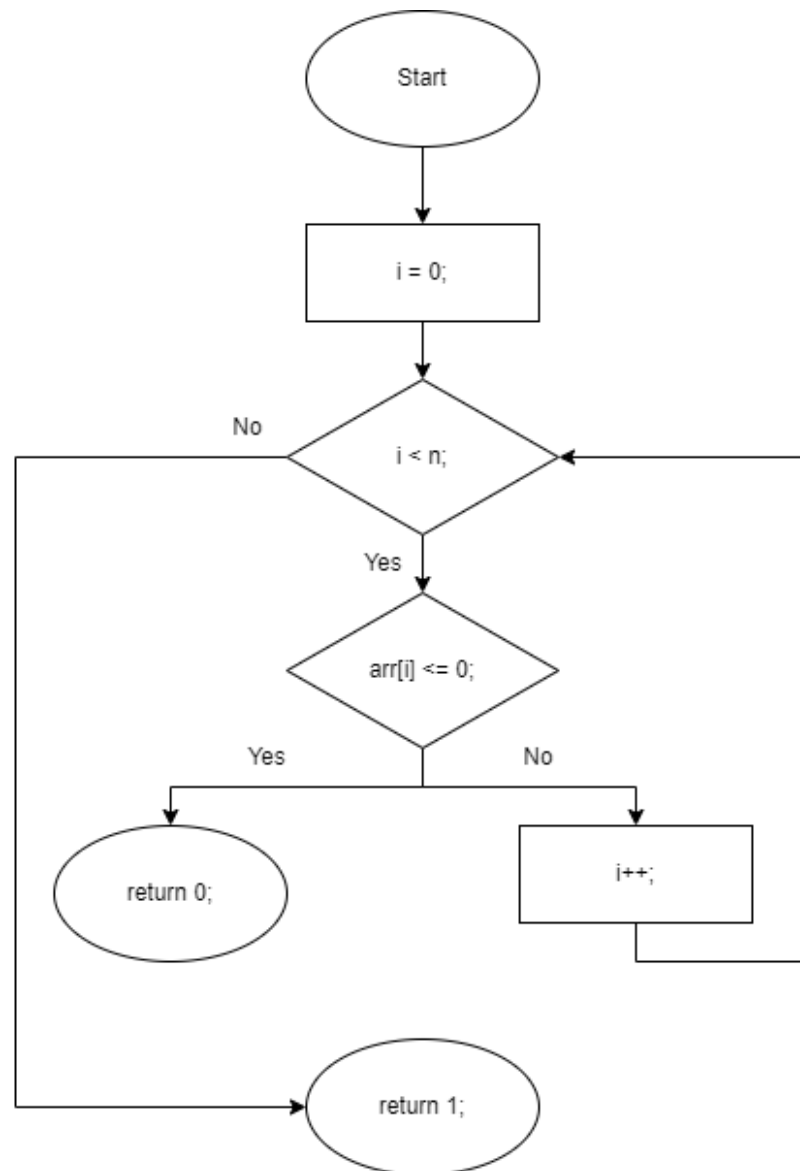 Start
i = 0;
No
i < n;
Yes
arr[i] <= 0;
Yes
No
return 0;
i++;
return 1;